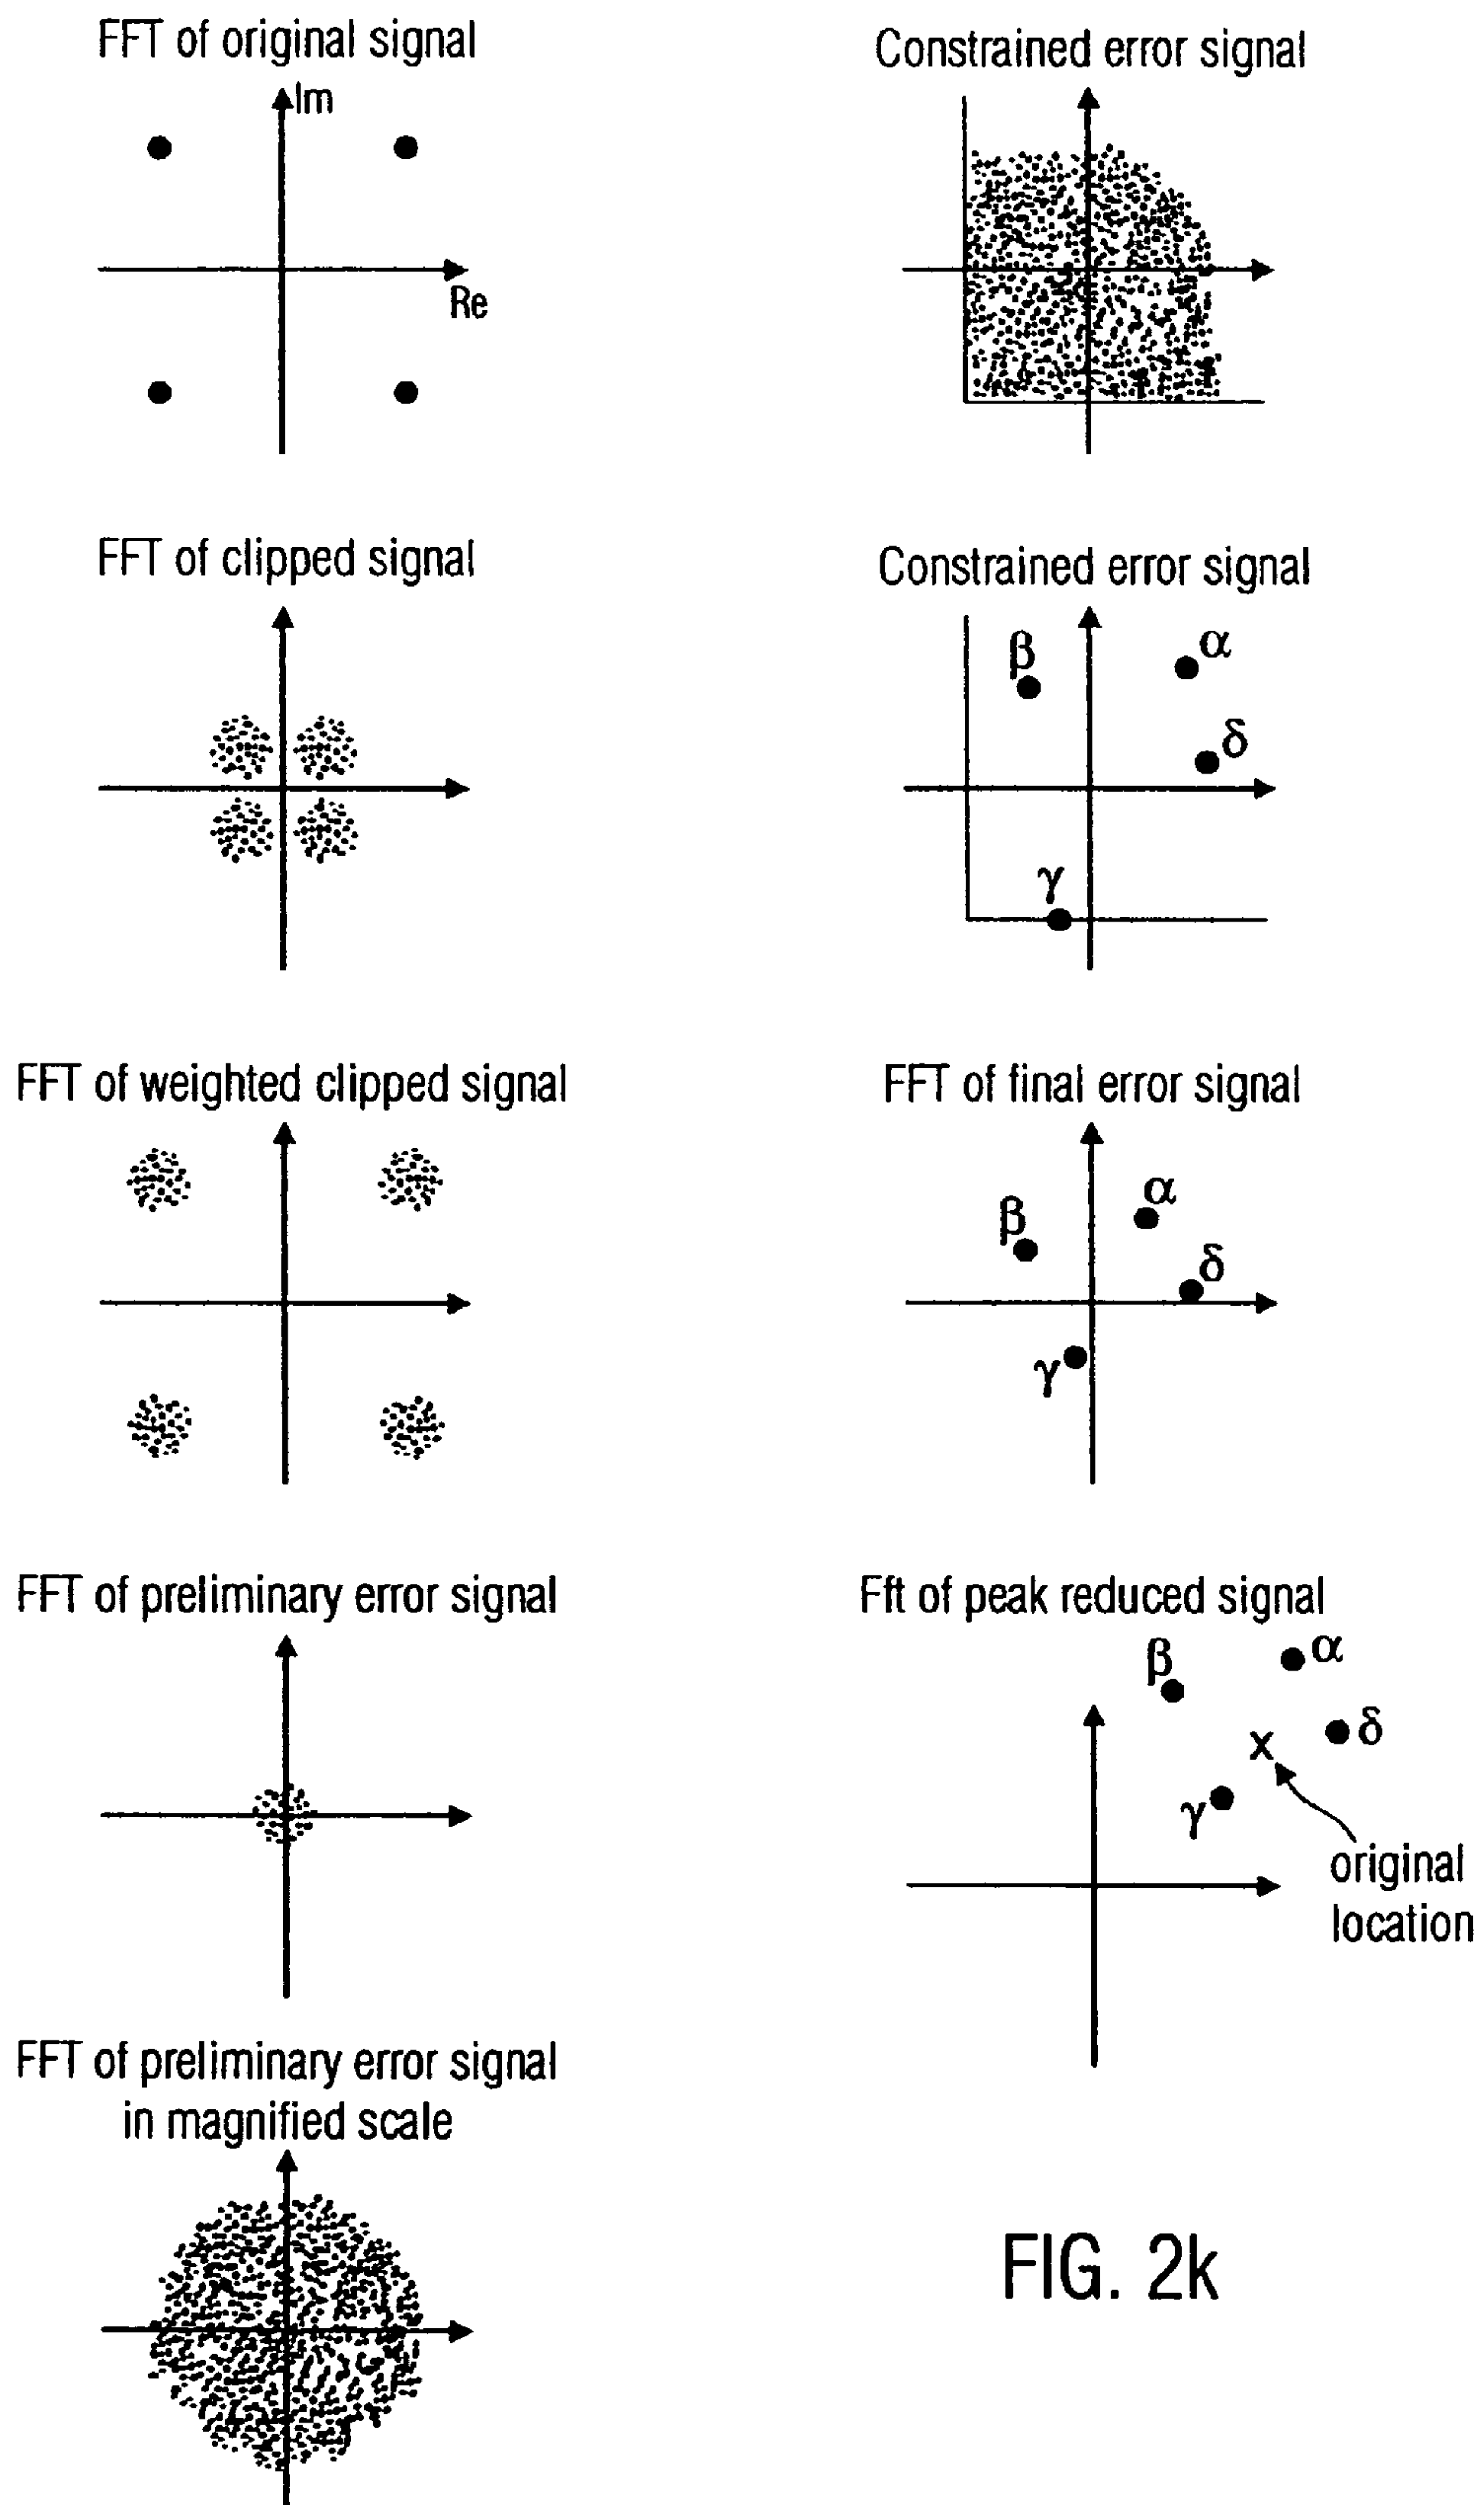 FFT of original signal
Im
Re
FFT of clipped signal
FFT of weighted clipped signal
FFT of preliminary error signal
FFT of preliminary error signal
in magnified scale
Constrained error signal
Constrained error signal
β
α
δ
γ
FFT of final error signal
β
α
δ
γ
Fft of peak reduced signal
β
α
δ
x
γ
original
location
FIG. 2k